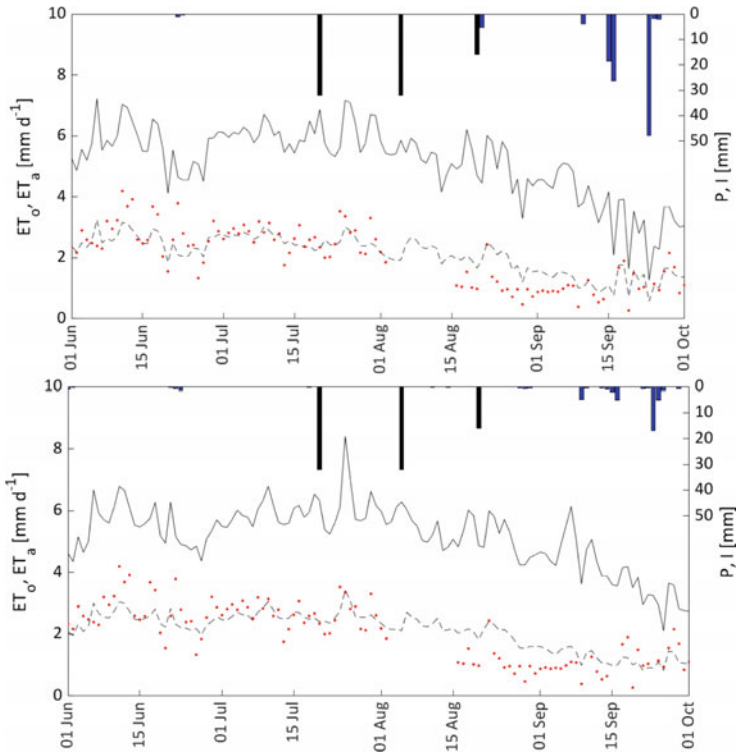 10
8
6
4
2
0
ET₀, ETₐ [mm d⁻¹]
0
10
20
30
40
50
P, I [mm]
01 Jun
15 Jun
01 Jul
15 Jul
01 Aug
15 Aug
01 Sep
15 Sep
01 Oct
10
8
6
4
2
0
ET₀, ETₐ [mm d⁻¹]
0
10
20
30
40
50
P, I [mm]
01 Jun
15 Jun
01 Jul
15 Jul
01 Aug
15 Aug
01 Sep
15 Sep
01 Oct